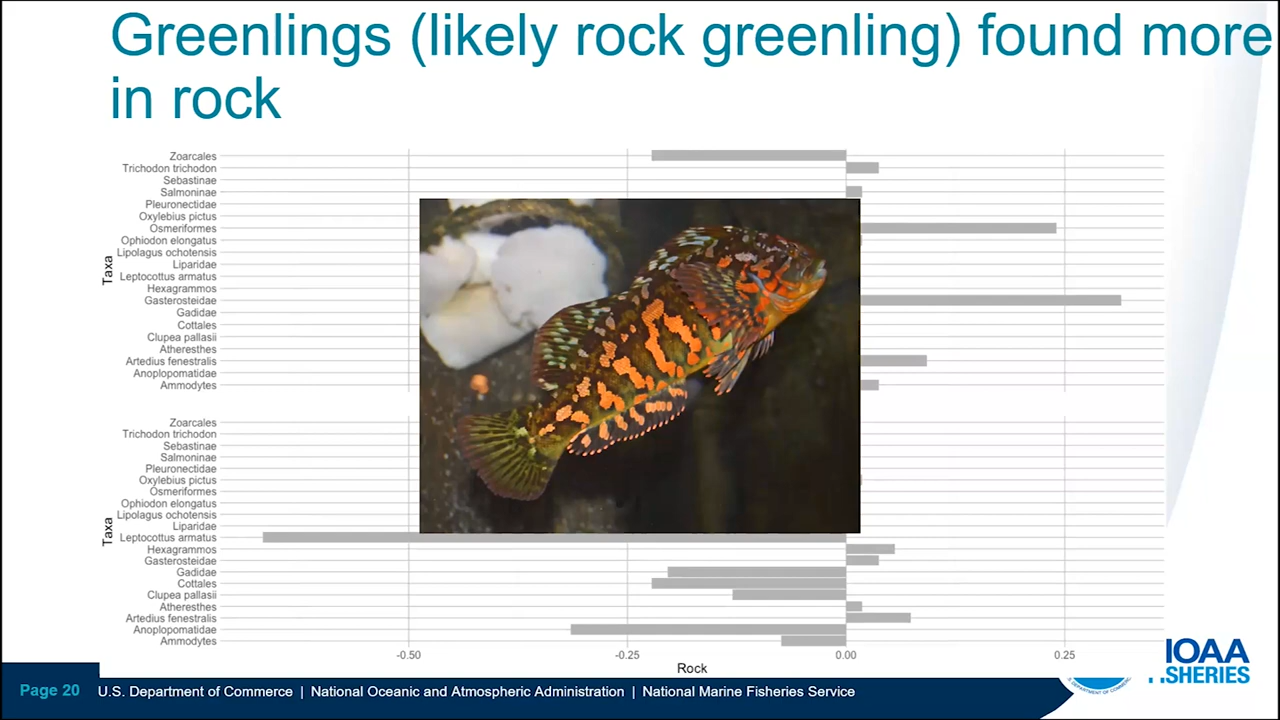 Greenlings (likely rock greenling) found more
in rock
Taxa
Zoarcales
Trichodon trichodon
Sebastinae
Salmoninae
Pleuronectidae
Oxylebius pictus
Osmeriformes
Ophiodon elongatus
Lipolagus ochotensis
Liparidae
Leptocottus armatus
Hexagrammos
Gasterosteidae
Gadidae
Cottales
Clupea pallasii
Atheresthes
Artedius fenestralis
Anoplopomatidae
Ammodytes
Taxa
Zoarcales
Trichodon trichodon
Sebastinae
Salmoninae
Pleuronectidae
Oxylebius pictus
Osmeriformes
Ophiodon elongatus
Lipolagus ochotensis
Liparidae
Leptocottus armatus
Hexagrammos
Gasterosteidae
Gadidae
Cottales
Clupea pallasii
Atheresthes
Artedius fenestralis
Anoplopomatidae
Ammodytes
-0.50 -0.25 0.00 0.25
Rock
IOAA
SHERIES
Page 20 U.S. Department of Commerce | National Oceanic and Atmospheric Administration | National Marine Fisheries Service